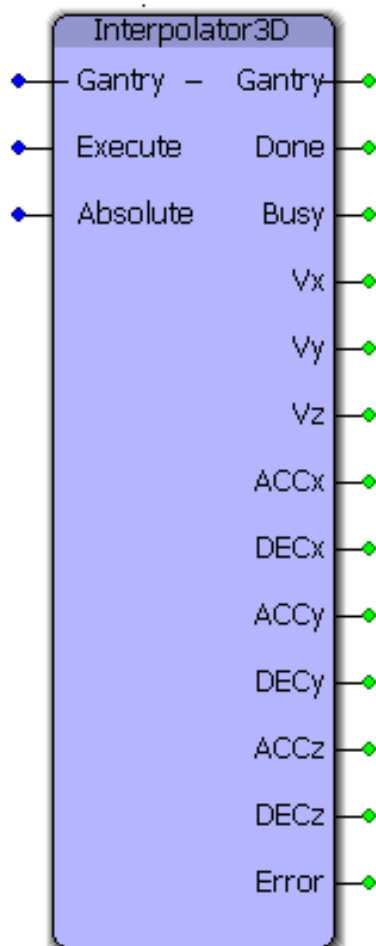 Interpolator3D
Gantry – Gantry
Execute Done
Absolute Busy
Vx
Vy
Vz
ACCx
DECx
ACCy
DECy
ACCz
DECz
Error